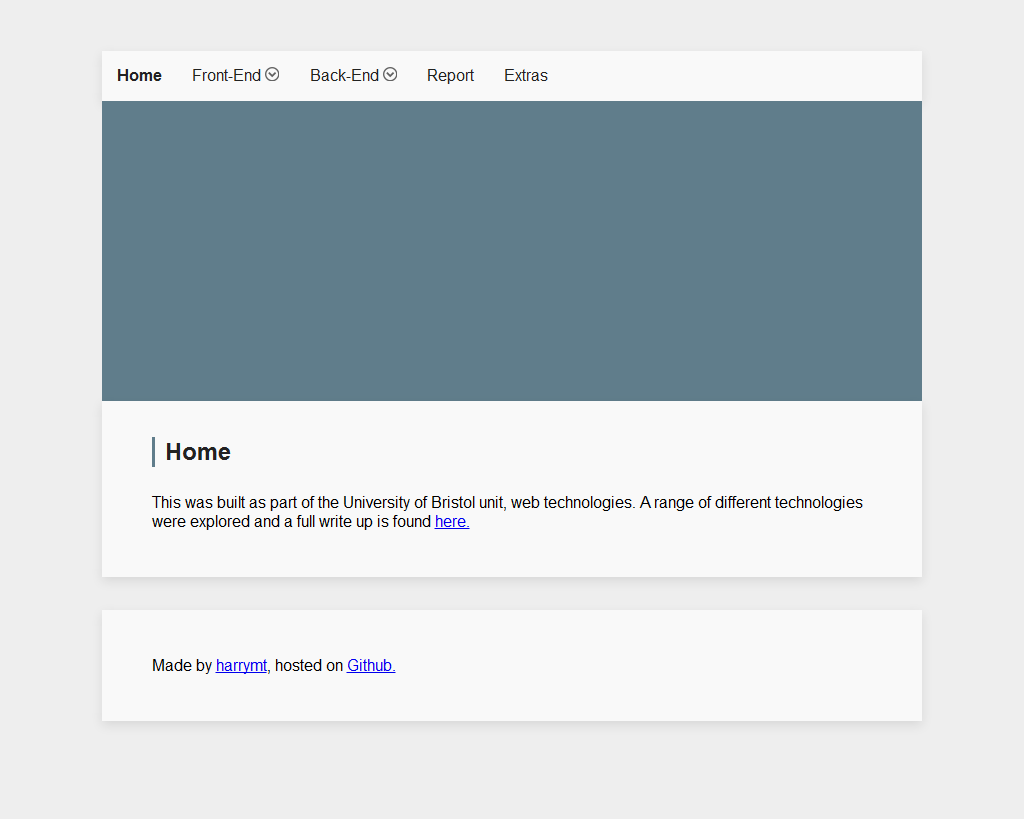 Home Front-End Back-End Report Extras
Home
This was built as part of the University of Bristol unit, web technologies. A range of different technologies
were explored and a full write up is found here.
Made by harrymt, hosted on Github.